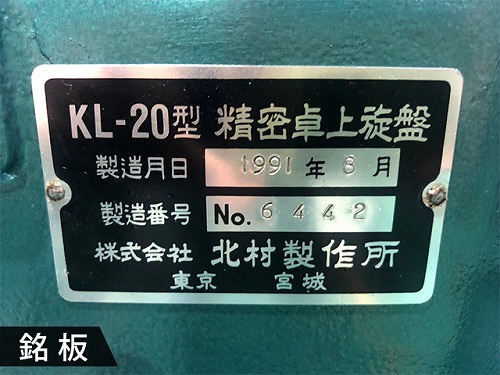 KL-20型 精密卓上旋盤
製造月日 1991 年 8 月
製造番号 No. 6442
株式会社 北村製作所
東京 宮城
銘板